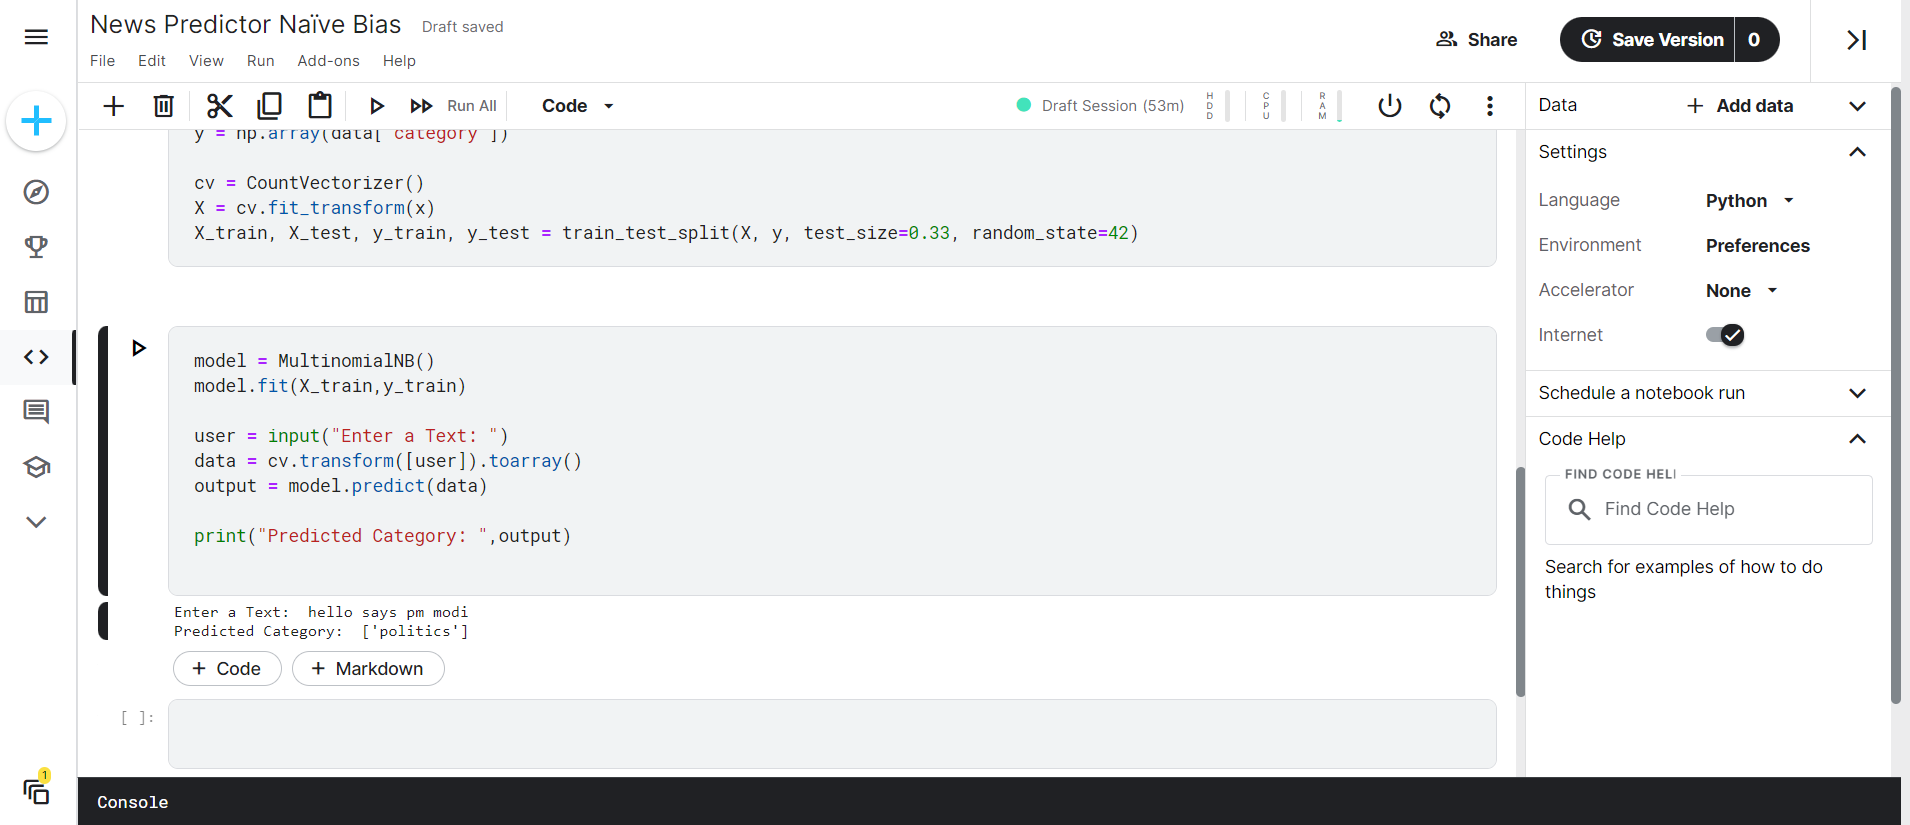 News Predictor Naïve Bias
Draft saved
File Edit View Run Add-ons Help
Share
Save Version 0
Run All
Code
Draft Session (53m)
HDD
CPU
RAM
y = np.array(data["category"])
cv = CountVectorizer()
X = cv.fit_transform(x)
X_train, X_test, y_train, y_test = train_test_split(X, y, test_size=0.33, random_state=42)
model = MultinomialNB()
model.fit(X_train,y_train)
user = input("Enter a Text: ")
data = cv.transform([user]).toarray()
output = model.predict(data)
print("Predicted Category: ",output)
Enter a Text:  hello says pm modi
Predicted Category:  ['politics']
+ Code
+ Markdown
[ ]:
Console
1
Data
+ Add data
Settings
Language Python
Environment Preferences
Accelerator None
Internet
Schedule a notebook run
Code Help
FIND CODE HEL
Find Code Help
Search for examples of how to do
things